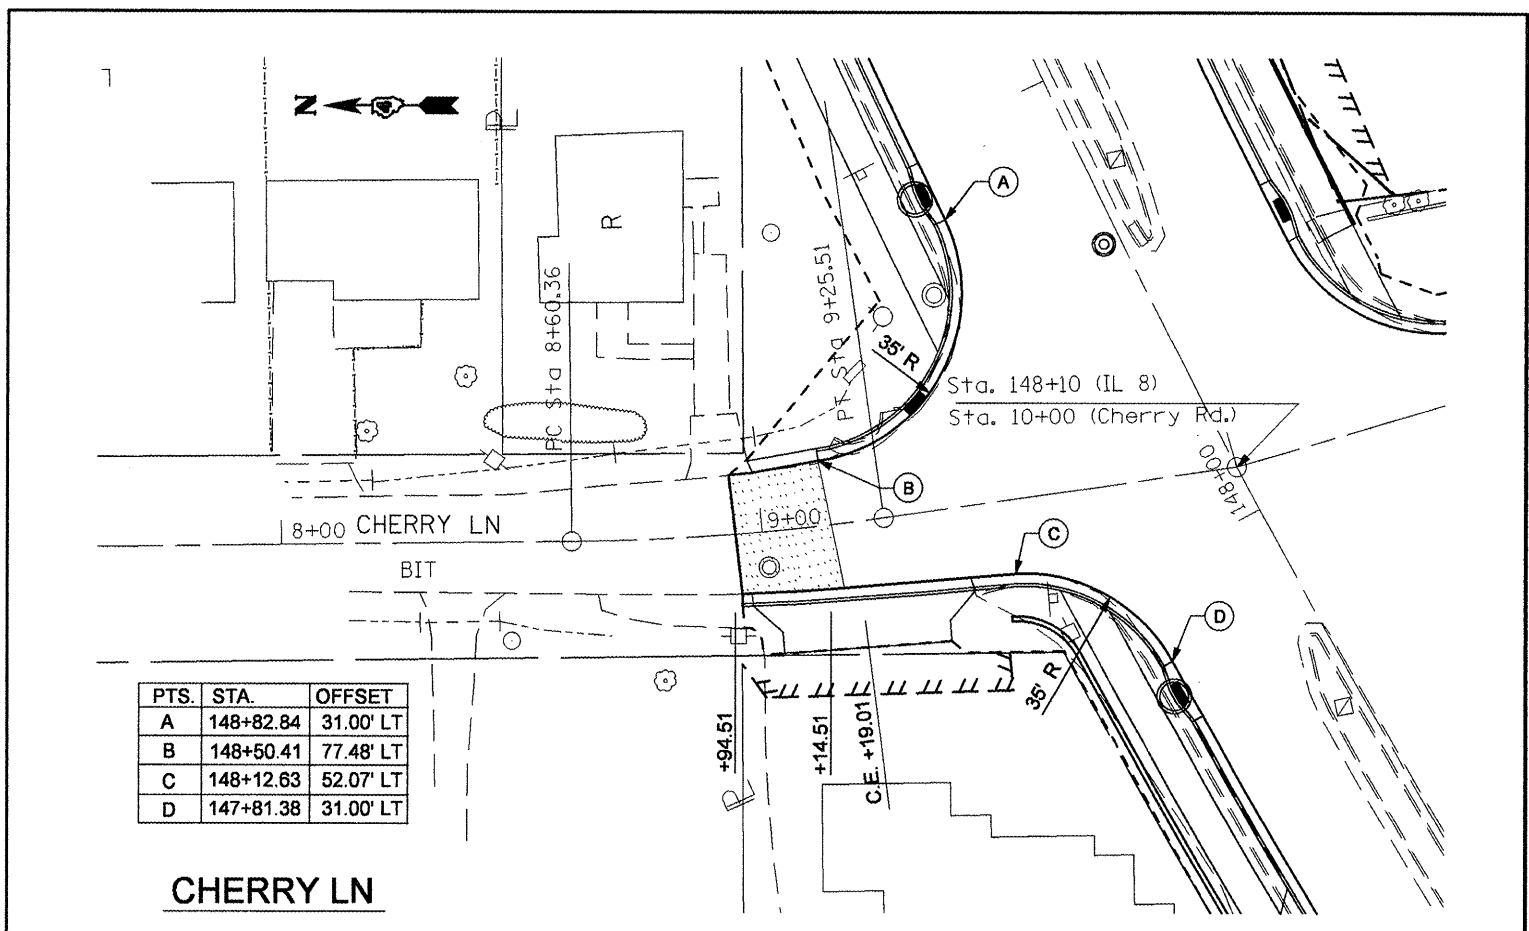 N
PL
R
A
PC Sta 8+60.36
PT Sta 9+25.51
35' R
Sta. 148+10 (IL 8)
Sta. 10+00 (Cherry Rd.)
148+00
B
8+00
CHERRY LN
9+00
C
BIT
D
35' R
+94.51
+14.51
C.E. +19.01
PL
PTS. STA. OFFSET
A 148+82.84 31.00' LT
B 148+50.41 77.48' LT
C 148+12.63 52.07' LT
D 147+81.38 31.00' LT
CHERRY LN